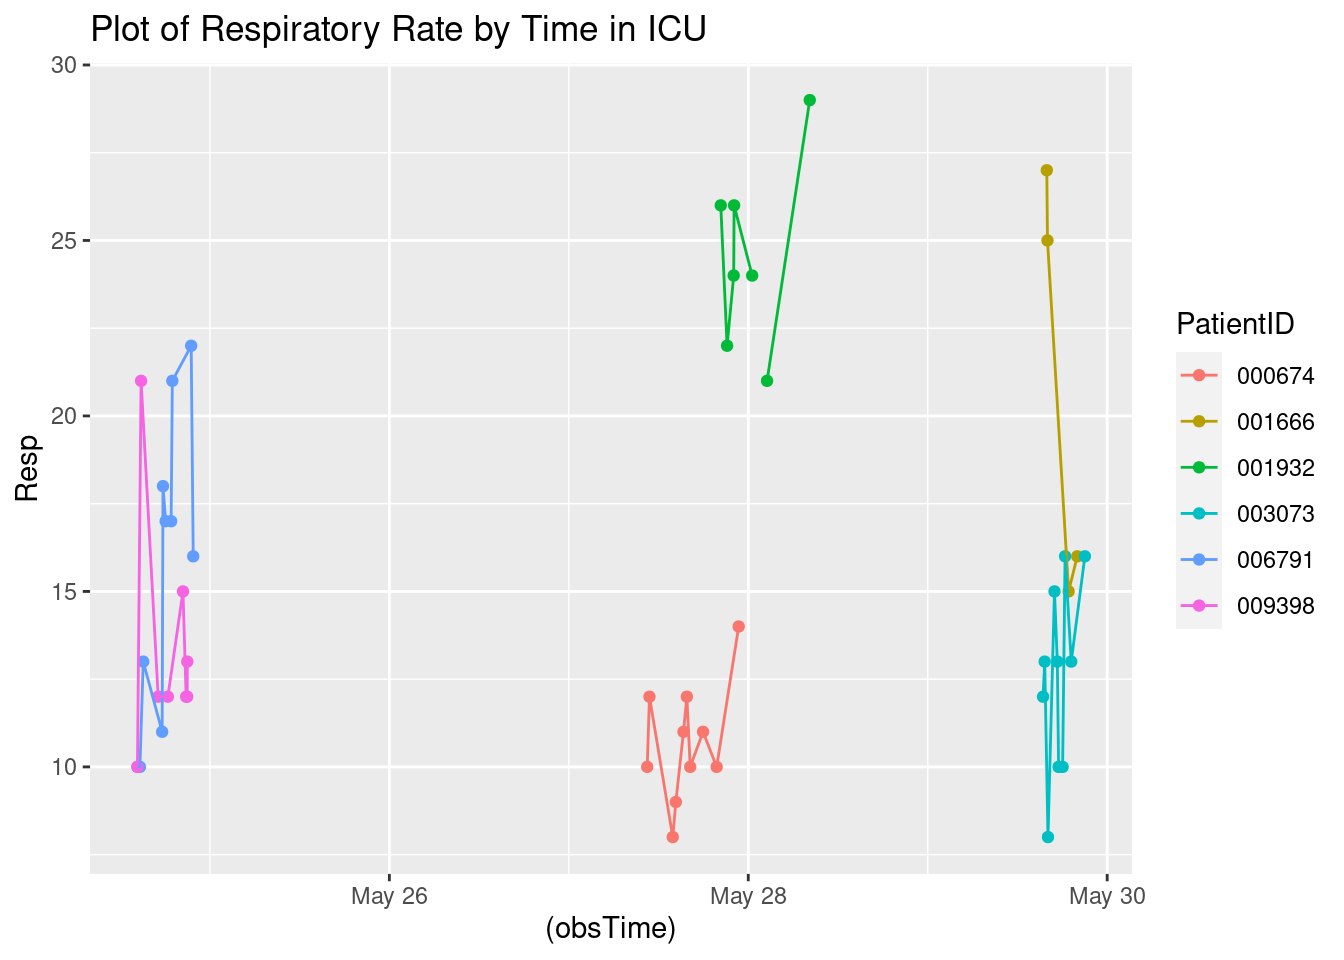 Plot of Respiratory Rate by Time in ICU
30
25
20
15
10
Resp
May 26
May 28
May 30
(obsTime)
PatientID
000674
001666
001932
003073
006791
009398